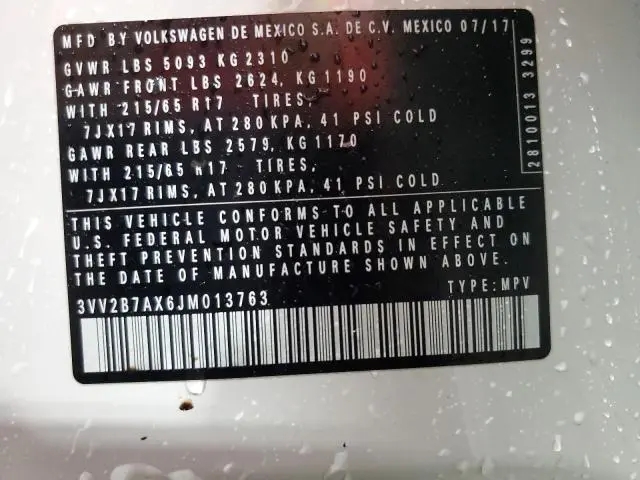 MFD BY VOLKSWAGEN DE MEXICO S.A. DE C.V. MEXICO 07/17
GVWR LBS 5093 KG 2310
GAWR FRONT LBS 2624, KG 1190
WITH 215/65 R17 TIRES,
7JX17 RIMS, AT 280 KPA, 41 PSI COLD
GAWR REAR LBS 2579, KG 1170
WITH 215/65 R17 TIRES,
7JX17 RIMS, AT 280 KPA, 41 PSI COLD
2810013 3299
THIS VEHICLE CONFORMS TO ALL APPLICABLE
U.S. FEDERAL MOTOR VEHICLE SAFETY AND
THEFT PREVENTION STANDARDS IN EFFECT ON
THE DATE OF MANUFACTURE SHOWN ABOVE.
3VV2B7AX6JM013763 TYPE: MPV